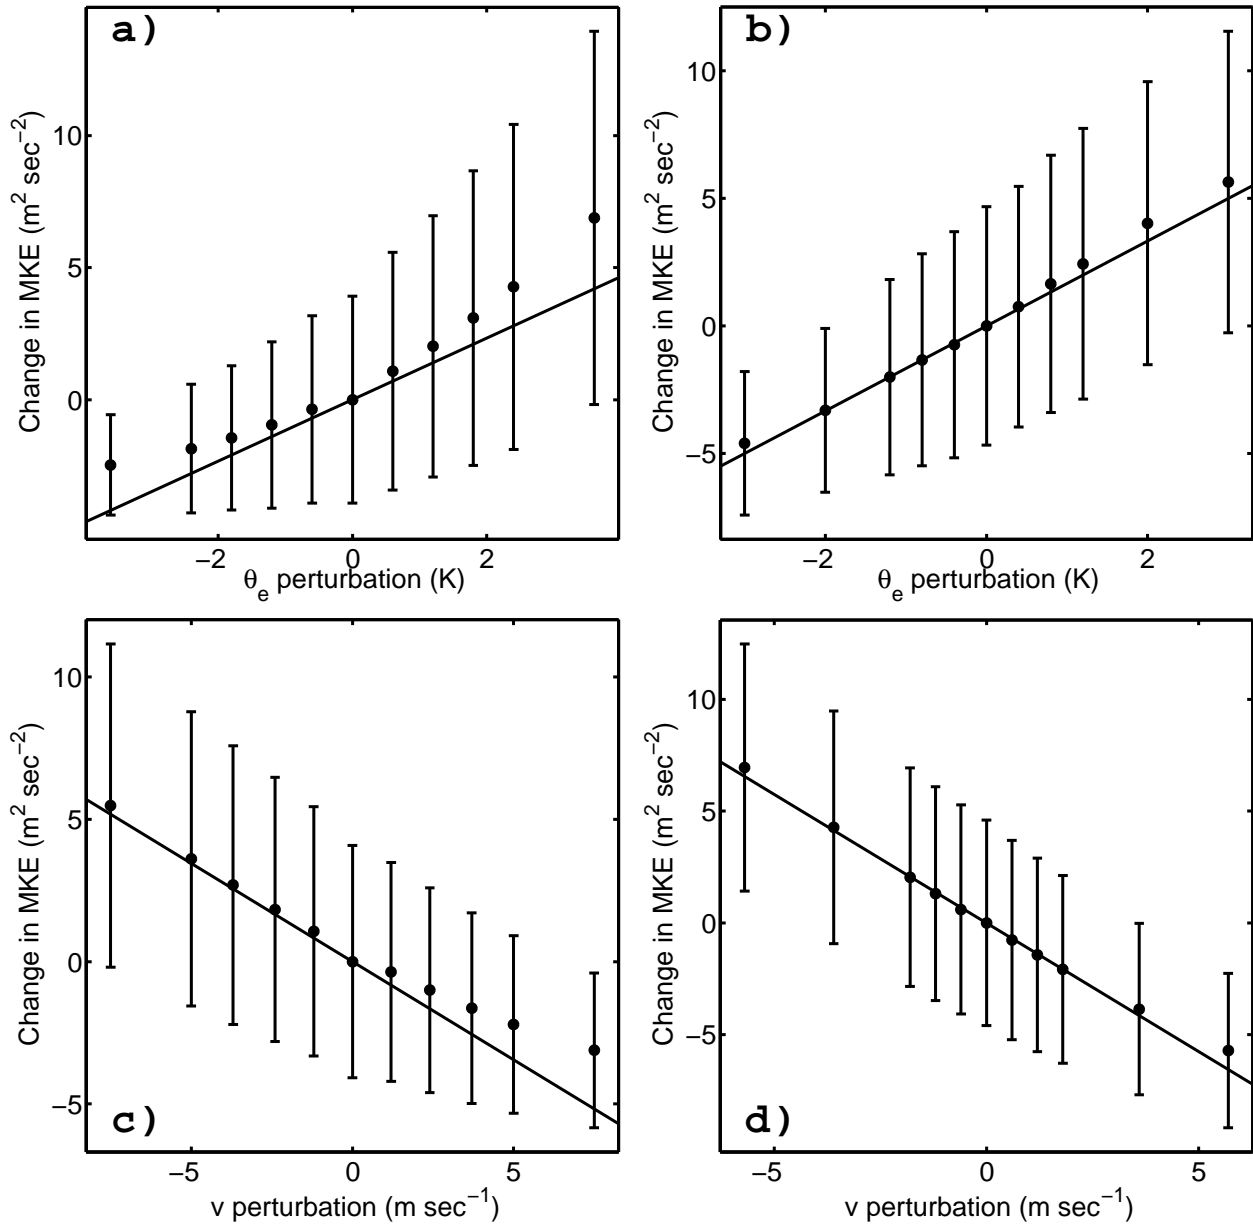 a)
Change in MKE (m² sec⁻²)
10
5
0
−2
0
2
θₑ perturbation (K)
b)
Change in MKE (m² sec⁻²)
10
5
0
−5
−2
0
2
θₑ perturbation (K)
c)
Change in MKE (m² sec⁻²)
10
5
0
−5
−5
0
5
v perturbation (m sec⁻¹)
d)
Change in MKE (m² sec⁻²)
10
5
0
−5
−5
0
5
v perturbation (m sec⁻¹)